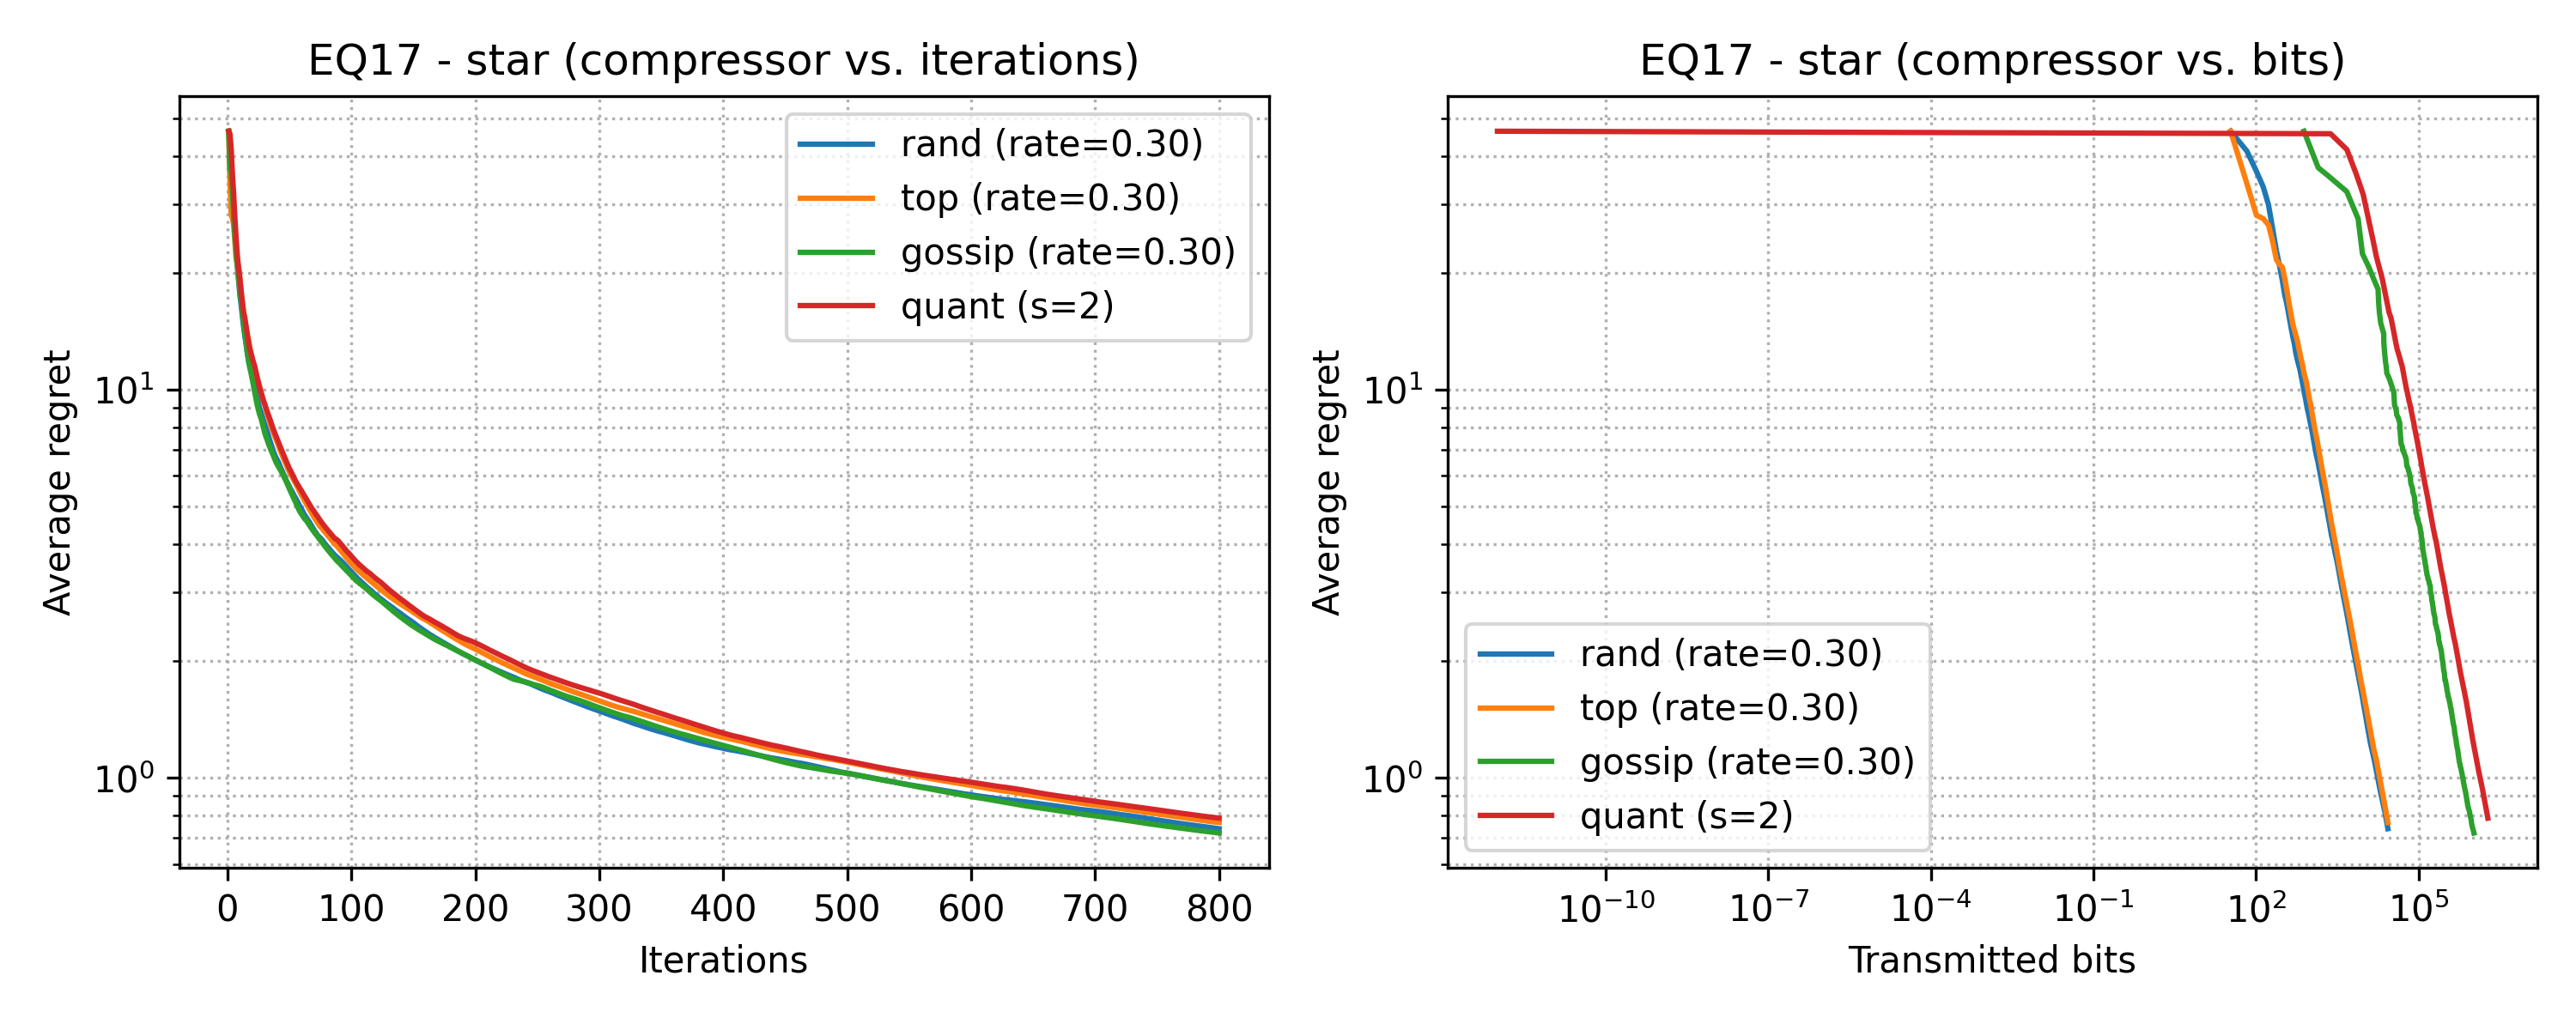 EQ17 - star (compressor vs. iterations)
Average regret
10¹
10⁰
rand (rate=0.30)
top (rate=0.30)
gossip (rate=0.30)
quant (s=2)
0 100 200 300 400 500 600 700 800
Iterations
EQ17 - star (compressor vs. bits)
Average regret
10¹
10⁰
rand (rate=0.30)
top (rate=0.30)
gossip (rate=0.30)
quant (s=2)
10⁻¹⁰ 10⁻⁷ 10⁻⁴ 10⁻¹ 10² 10⁵
Transmitted bits